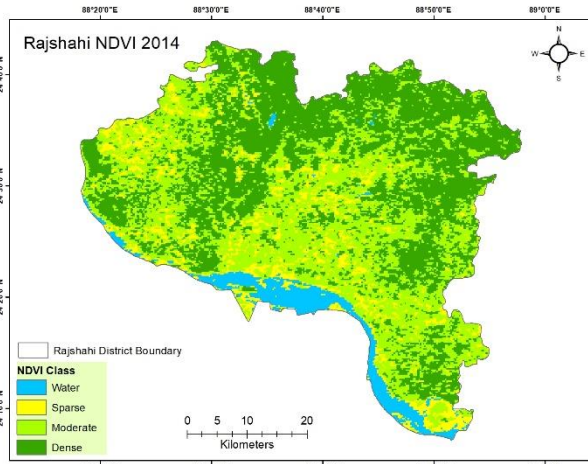 88°20'0"E 88°30'0"E 88°40'0"E 88°50'0"E 89°0'0"E
Rajshahi NDVI 2014
N
W E
S
Rajshahi District Boundary
NDVI Class
Water
Sparse
Moderate
Dense
0 5 10 20
Kilometers